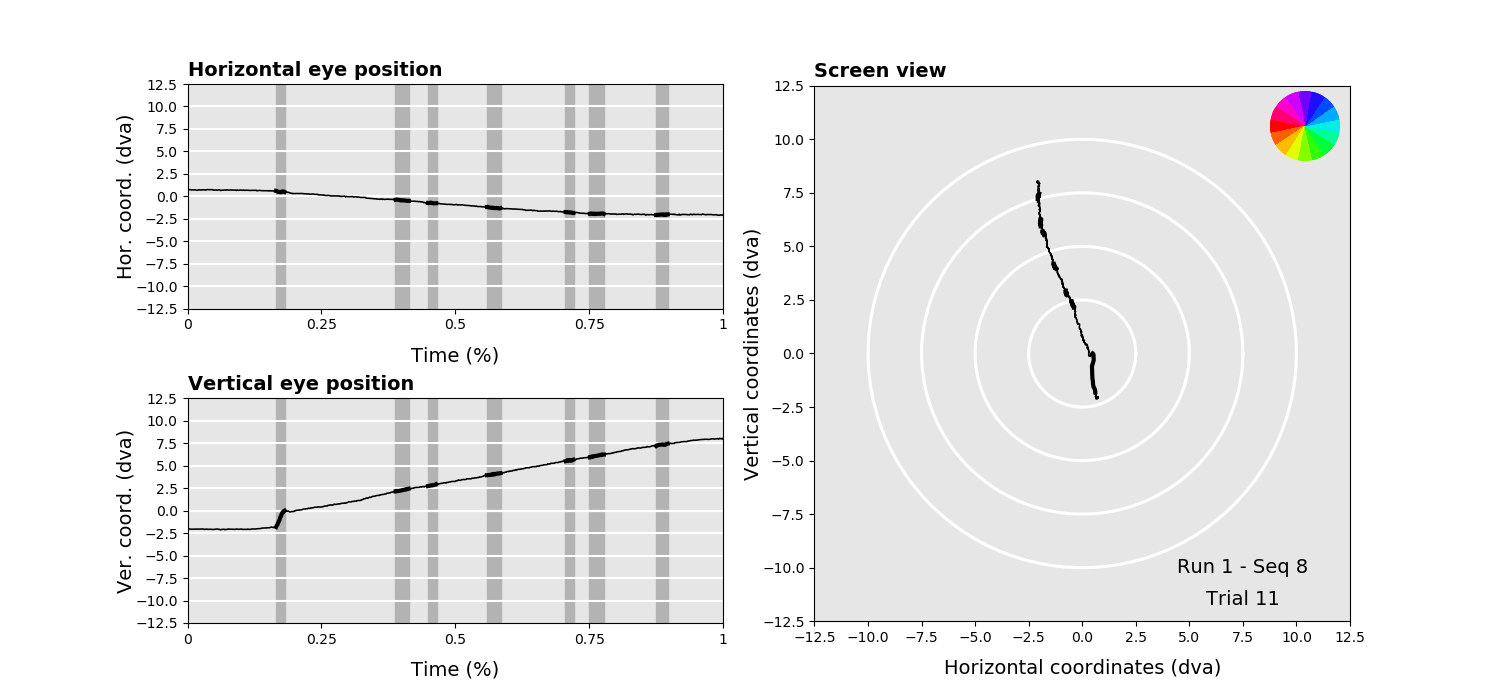 Horizontal eye position
12.5
10.0
7.5
5.0
2.5
0.0
−2.5
−5.0
−7.5
−10.0
−12.5
Hor. coord. (dva)
0 0.25 0.5 0.75 1
Time (%)
Vertical eye position
12.5
10.0
7.5
5.0
2.5
0.0
−2.5
−5.0
−7.5
−10.0
−12.5
Ver. coord. (dva)
0 0.25 0.5 0.75 1
Time (%)
Screen view
12.5
10.0
7.5
5.0
2.5
0.0
−2.5
−5.0
−7.5
−10.0
−12.5
Vertical coordinates (dva)
Run 1 - Seq 8
Trial 11
−12.5 −10.0 −7.5 −5.0 −2.5 0.0 2.5 5.0 7.5 10.0 12.5
Horizontal coordinates (dva)